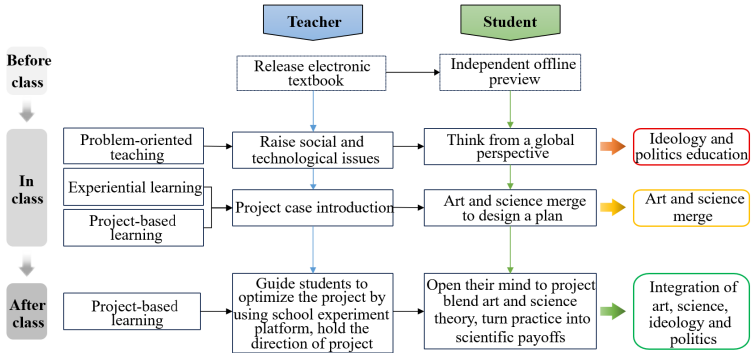 Teacher
Student
Before
class
Release electronic
textbook
Independent offline
preview
In
class
Problem-oriented
teaching
Raise social and
technological issues
Think from a global
perspective
Ideology and
politics education
Experiential learning
Project-based
learning
Project case introduction
Art and science merge
to design a plan
Art and science
merge
After
class
Project-based
learning
Guide students to
optimize the project by
using school experiment
platform, hold the
direction of project
Open their mind to project
blend art and science
theory, turn practice into
scientific payoffs
Integration of
art, science,
ideology and
politics